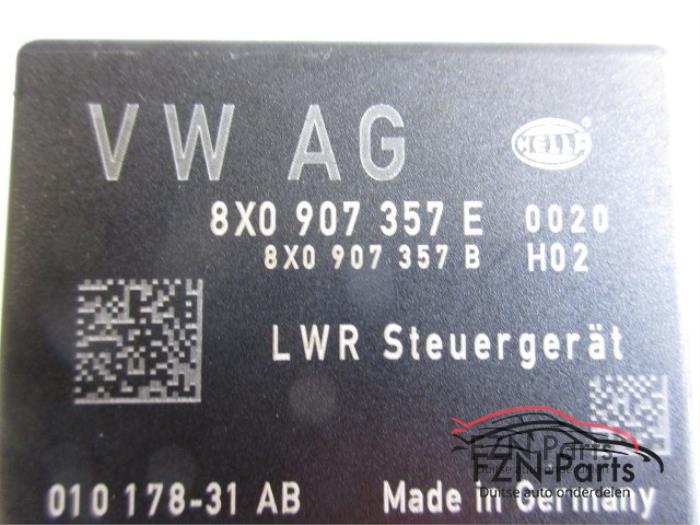 VW AG
HELLA
8X0 907 357 E 0020
8X0 907 357 B H02
LWR Steuergerät
010 178-31 AB
Made in Germany
FZN-Parts
Duitse auto onderdelen